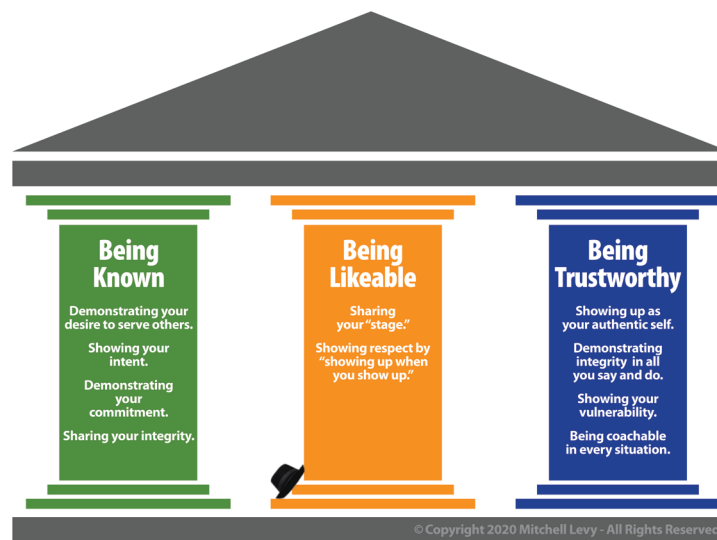 Being
Known
Demonstrating your
desire to serve others.
Showing your
intent.
Demonstrating
your
commitment.
Sharing your integrity.
Being
Likeable
Sharing
your “stage.”
Showing respect by
“showing up when
you show up.”
Being
Trustworthy
Showing up as
your authentic self.
Demonstrating
integrity in all
you say and do.
Showing your
vulnerability.
Being coachable
in every situation.
© Copyright 2020 Mitchell Levy - All Rights Reserved